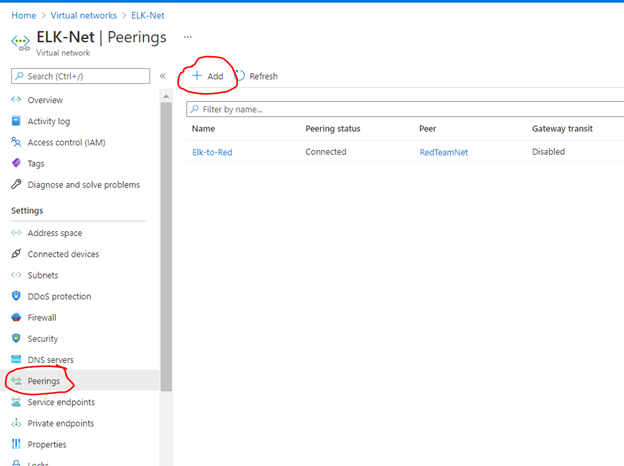 Home > Virtual networks > ELK-Net
ELK-Net | Peerings ...
Virtual network
Search (Ctrl+/) «
+ Add Refresh
Filter by name...
Name Peering status Peer Gateway transit
Elk-to-Red Connected RedTeamNet Disabled
Overview
Activity log
Access control (IAM)
Tags
Diagnose and solve problems
Settings
Address space
Connected devices
Subnets
DDoS protection
Firewall
Security
DNS servers
Peerings
Service endpoints
Private endpoints
Properties
Locks